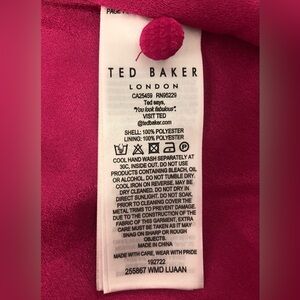 TED BAKER
LONDON
CA25459 RN95229
Ted says,
"You look fabulous".
VISIT TED
@tedbaker.com
SHELL: 100% POLYESTER
LINING: 100% POLYESTER
COOL HAND WASH SEPARATELY AT
30C, INSIDE OUT. DO NOT USE
PRODUCTS CONTAINING BLEACH, OIL
OR ALCOHOL. DO NOT TUMBLE DRY.
COOL IRON ON REVERSE, MAY BE
DRY CLEANED. DO NOT DRY IN
DIRECT SUNLIGHT. DO NOT SOAK.
PRIOR TO PRESSING COVER THE
METAL TRIMS TO PREVENT DAMAGE.
DUE TO THE CONSTRUCTION OF THE
FABRIC OF THIS GARMENT, EXTRA
CARE MUST BE TAKEN AS IT MAY
SNAG ON SHARP OR ROUGH
OBJECTS.
MADE IN CHINA
MADE WITH CARE, WEAR WITH PRIDE
192722
255867 WMD LUAAN